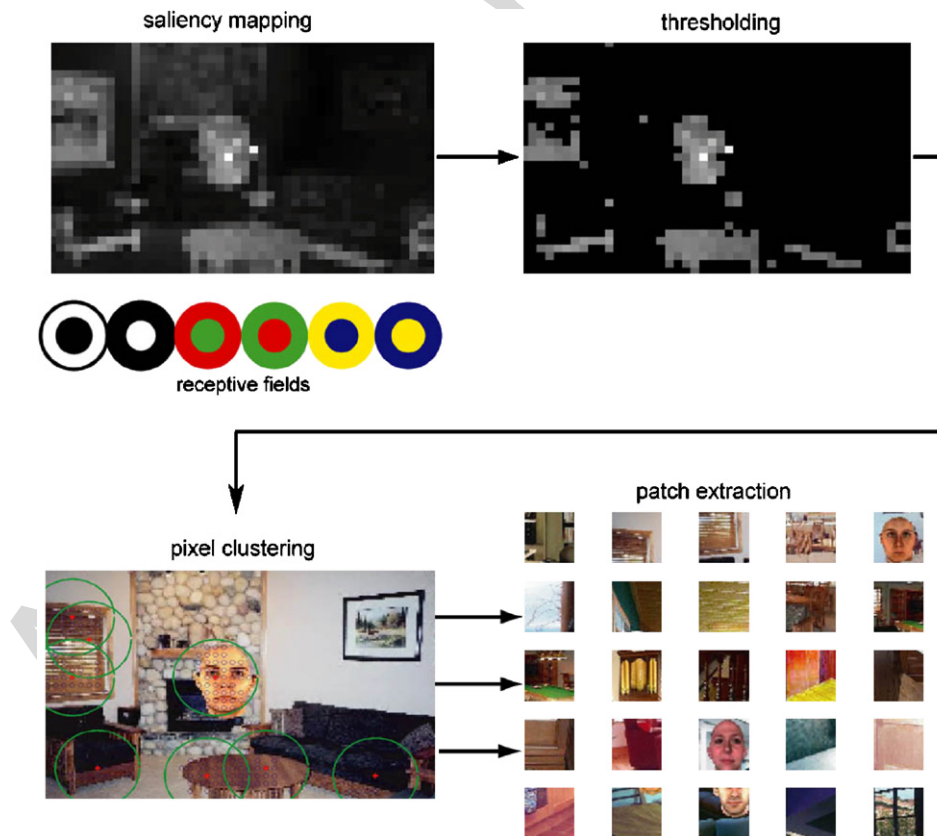 saliency mapping
thresholding
receptive fields
pixel clustering
patch extraction